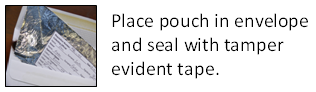 Place pouch in envelope
and seal with tamper
evident tape.